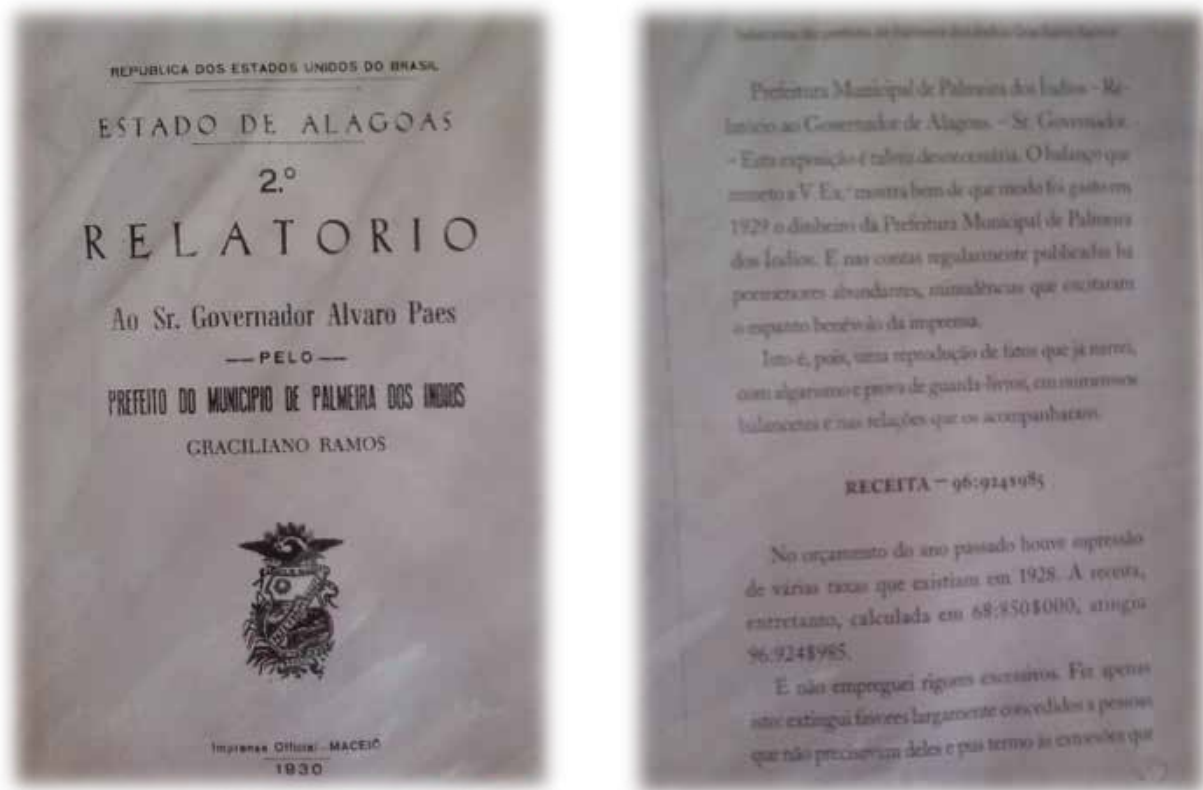 REPUBLICA DOS ESTADOS UNIDOS DO BRASIL
ESTADO DE ALAGOAS
2.º
RELATORIO
Ao Sr. Governador Alvaro Paes
—PELO—
PREFEITO DO MUNICIPIO DE PALMEIRA DOS INDIOS
GRACILIANO RAMOS
Imprensa Official - MACEIÓ
1930
Prefeitura Municipal de Palmeira dos Índios – Re-
latório ao Governador de Alagoas. – Sr. Governador.
– Esta exposição é talvez desnecessária. O balanço que
remeto a V. Ex.ª mostra bem de que modo foi gasto em
1929 o dinheiro da Prefeitura Municipal de Palmeira
dos Índios. E nas contas regularmente publicadas há
pormenores abundantes, minudências que excitaram
o espanto benévolo da imprensa.
Isto é, pois, uma reprodução de fatos que já narrei,
com algarismo e prova de guarda-livros, em numerosos
balancetes e nas relações que os acompanharam.
RECEITA – 96:924$985
No orçamento do ano passado houve supressão
de várias taxas que existiam em 1928. A receita,
entretanto, calculada em 68:850$000, atingiu
96:924$985.
E não empreguei rigores excessivos. Fiz apenas
isto: extingui favores largamente concedidos a pessoas
que não precisavam deles e pus termo às extorsões que